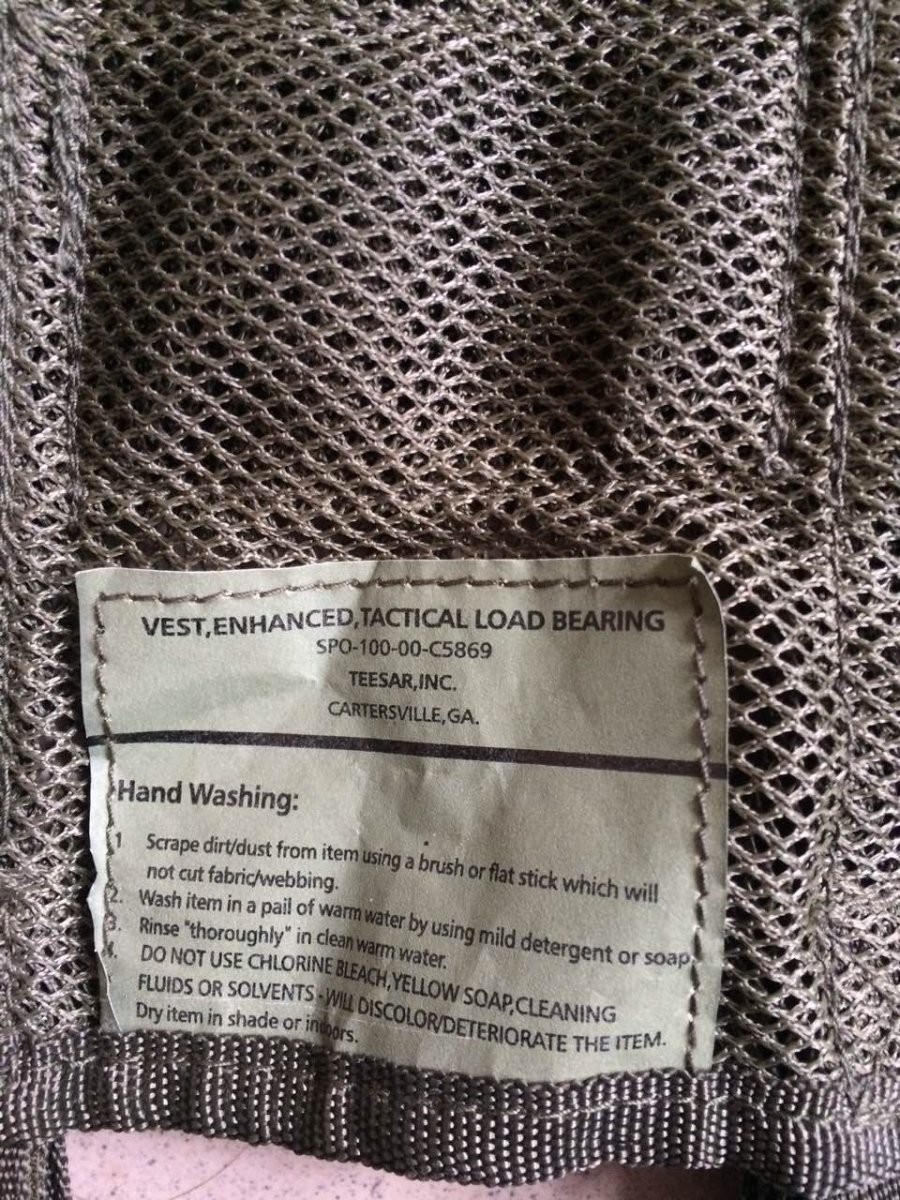 VEST,ENHANCED,TACTICAL LOAD BEARING
SPO-100-00-C5869
TEESAR,INC.
CARTERSVILLE,GA.
Hand Washing:
1 Scrape dirt/dust from item using a brush or flat stick which will
not cut fabric/webbing.
2. Wash item in a pail of warm water by using mild detergent or soap.
3. Rinse "thoroughly" in clean warm water.
4. DO NOT USE CHLORINE BLEACH,YELLOW SOAP,CLEANING
FLUIDS OR SOLVENTS - WILL DISCOLOR/DETERIORATE THE ITEM.
Dry item in shade or indoors.